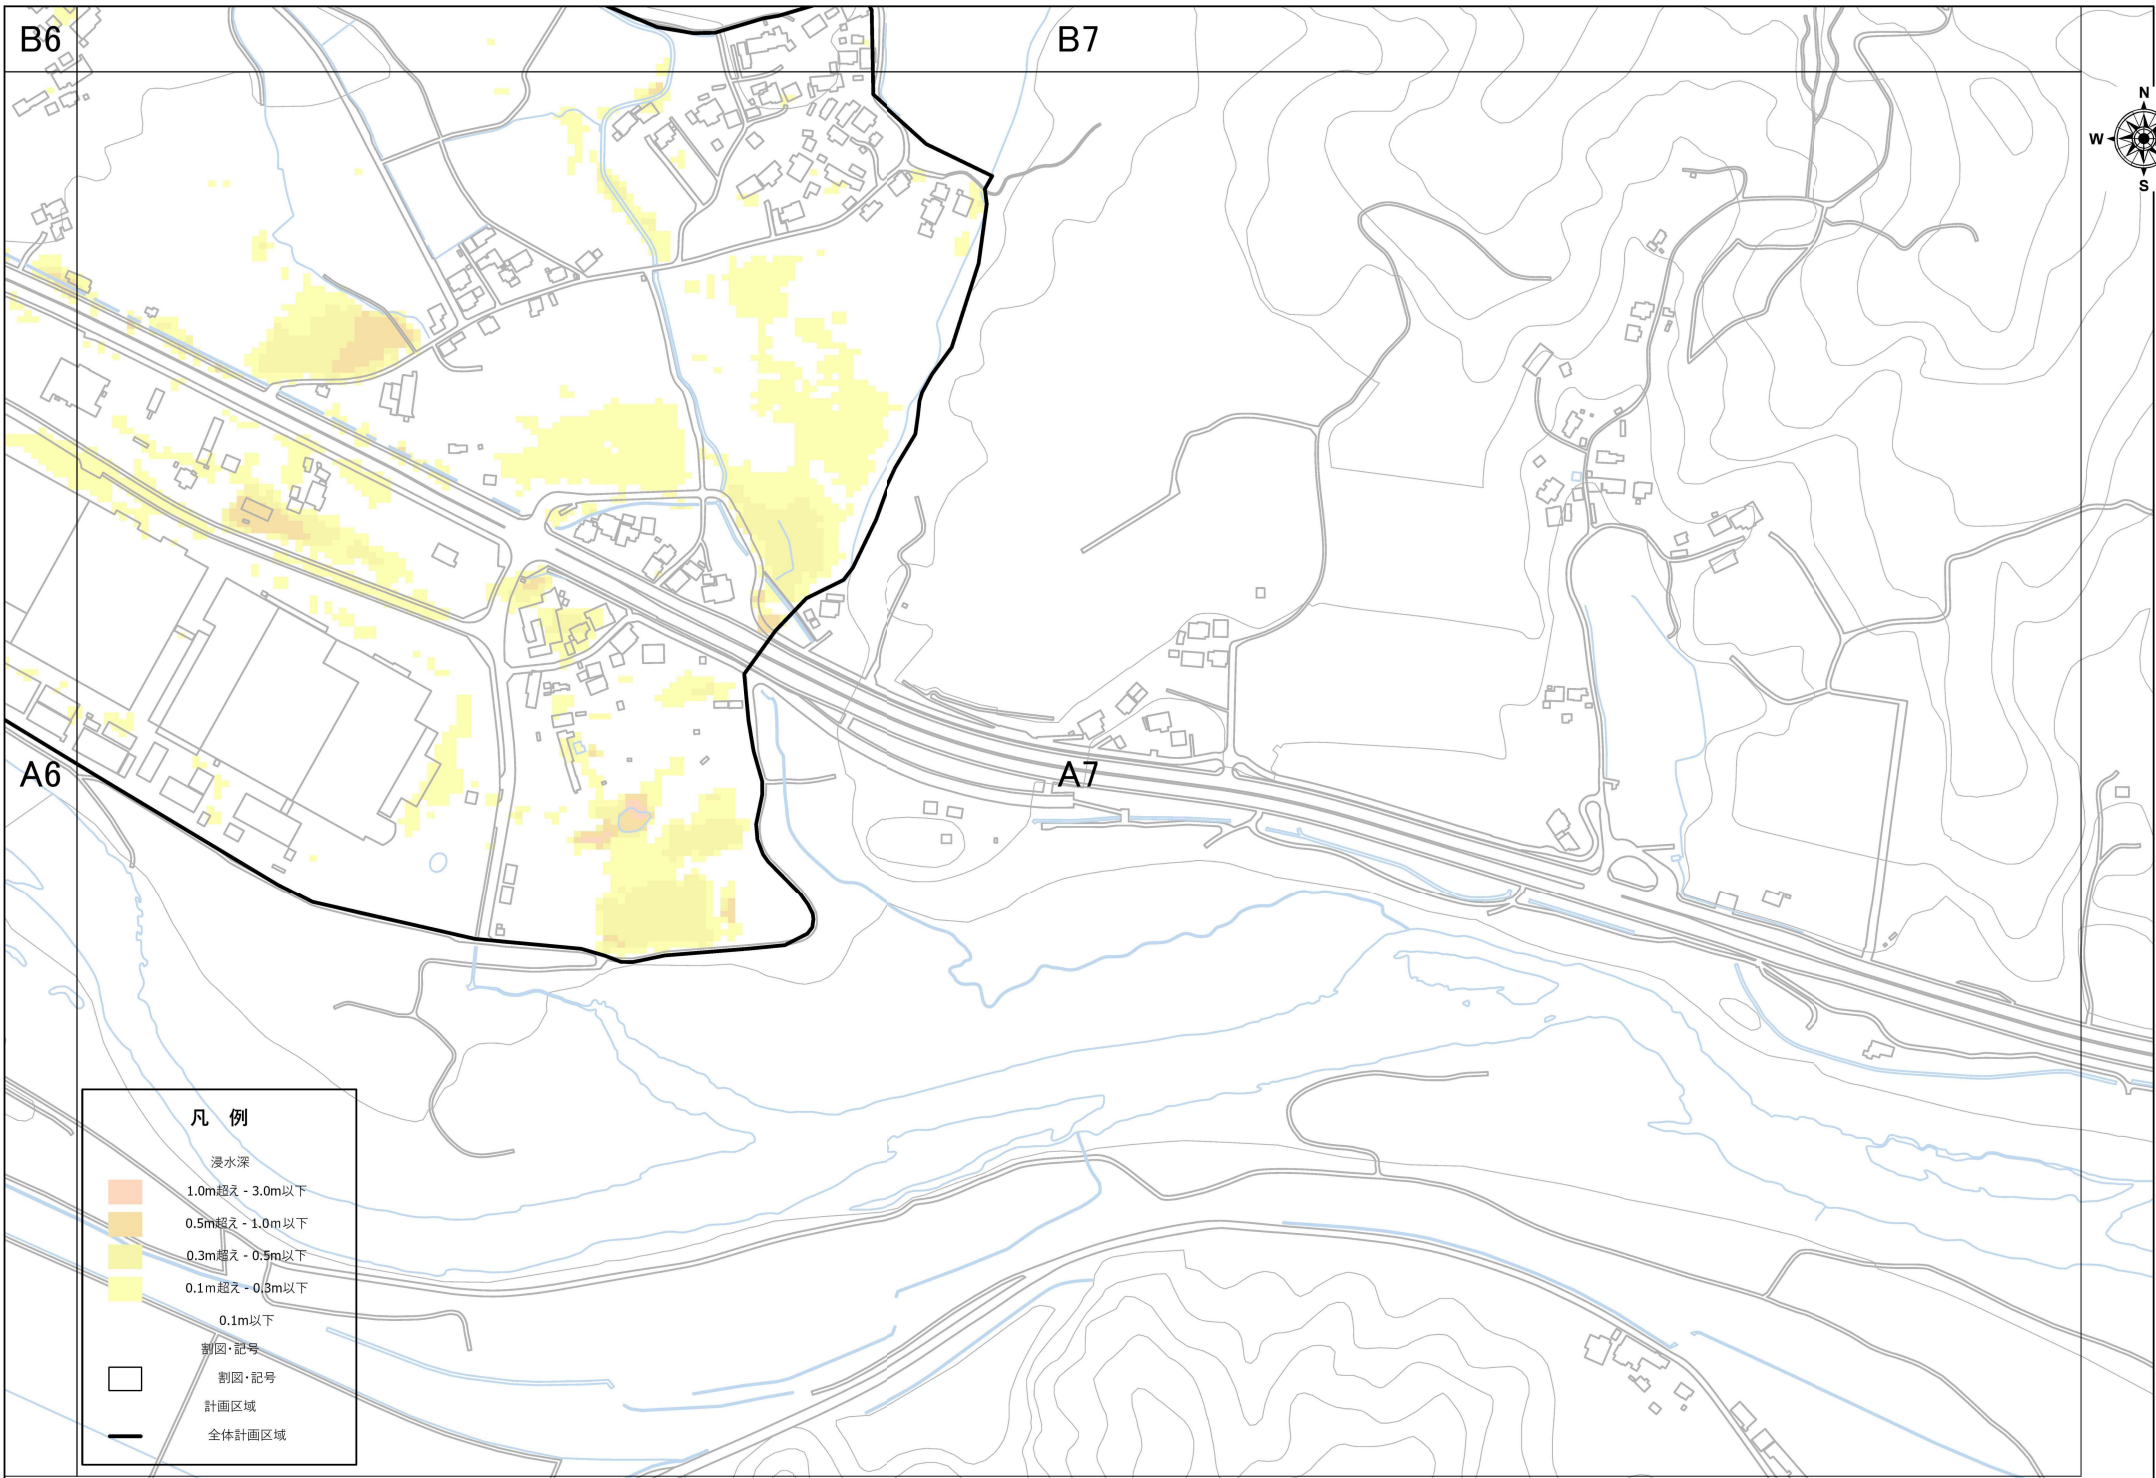 B6
B7
N
W
S
A6
A7
凡 例
浸水深
1.0m超え - 3.0m以下
0.5m超え - 1.0m以下
0.3m超え - 0.5m以下
0.1m超え - 0.3m以下
0.1m以下
割図・記号
割図・記号
計画区域
全体計画区域